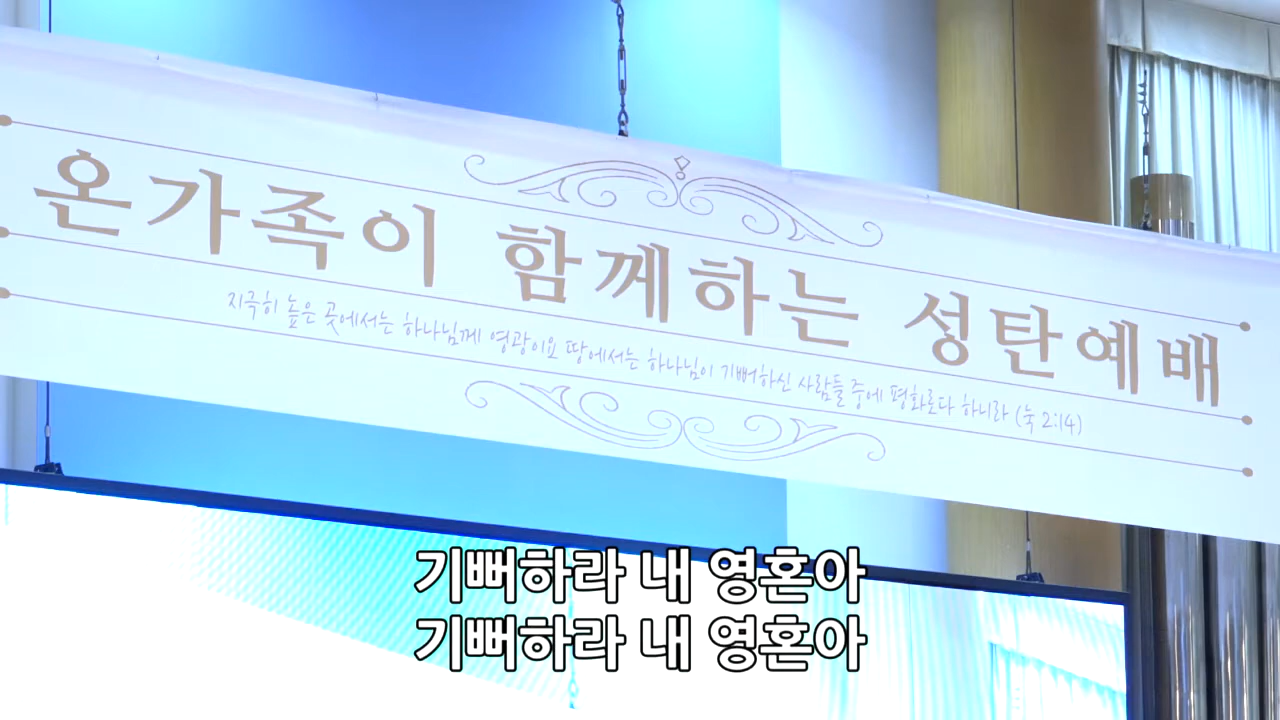 온가족이 함께하는 성탄예배
지극히 높은 곳에서는 하나님께 영광이요 땅에서는 하나님이 기뻐하신 사람들 중에 평화로다 하니라 (눅 2:14)
기뻐하라 내 영혼아
기뻐하라 내 영혼아